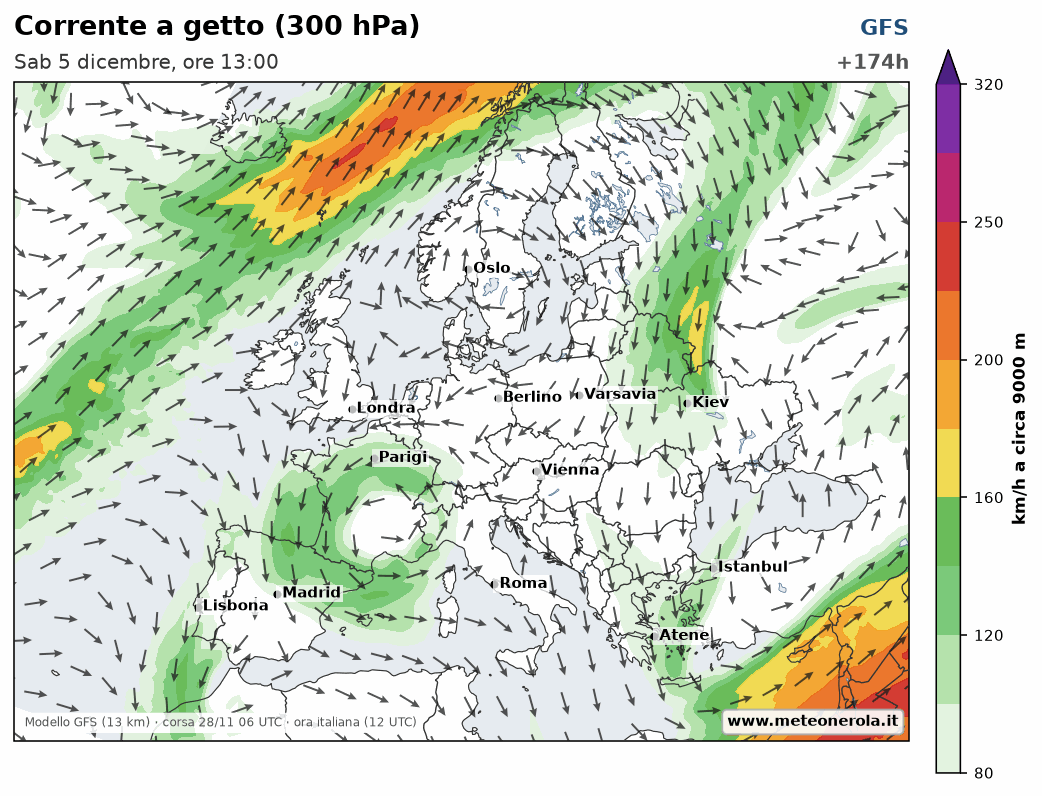 Corrente a getto (300 hPa)
GFS
Sab 5 dicembre, ore 13:00
+174h
320
250
200
160
120
80
km/h a circa 9000 m
Oslo
Berlino
Varsavia
Kiev
Londra
Parigi
Vienna
Istanbul
Roma
Madrid
Lisbona
Atene
Modello GFS (13 km) · corsa 28/11 06 UTC · ora italiana (12 UTC)
www.meteonerola.it